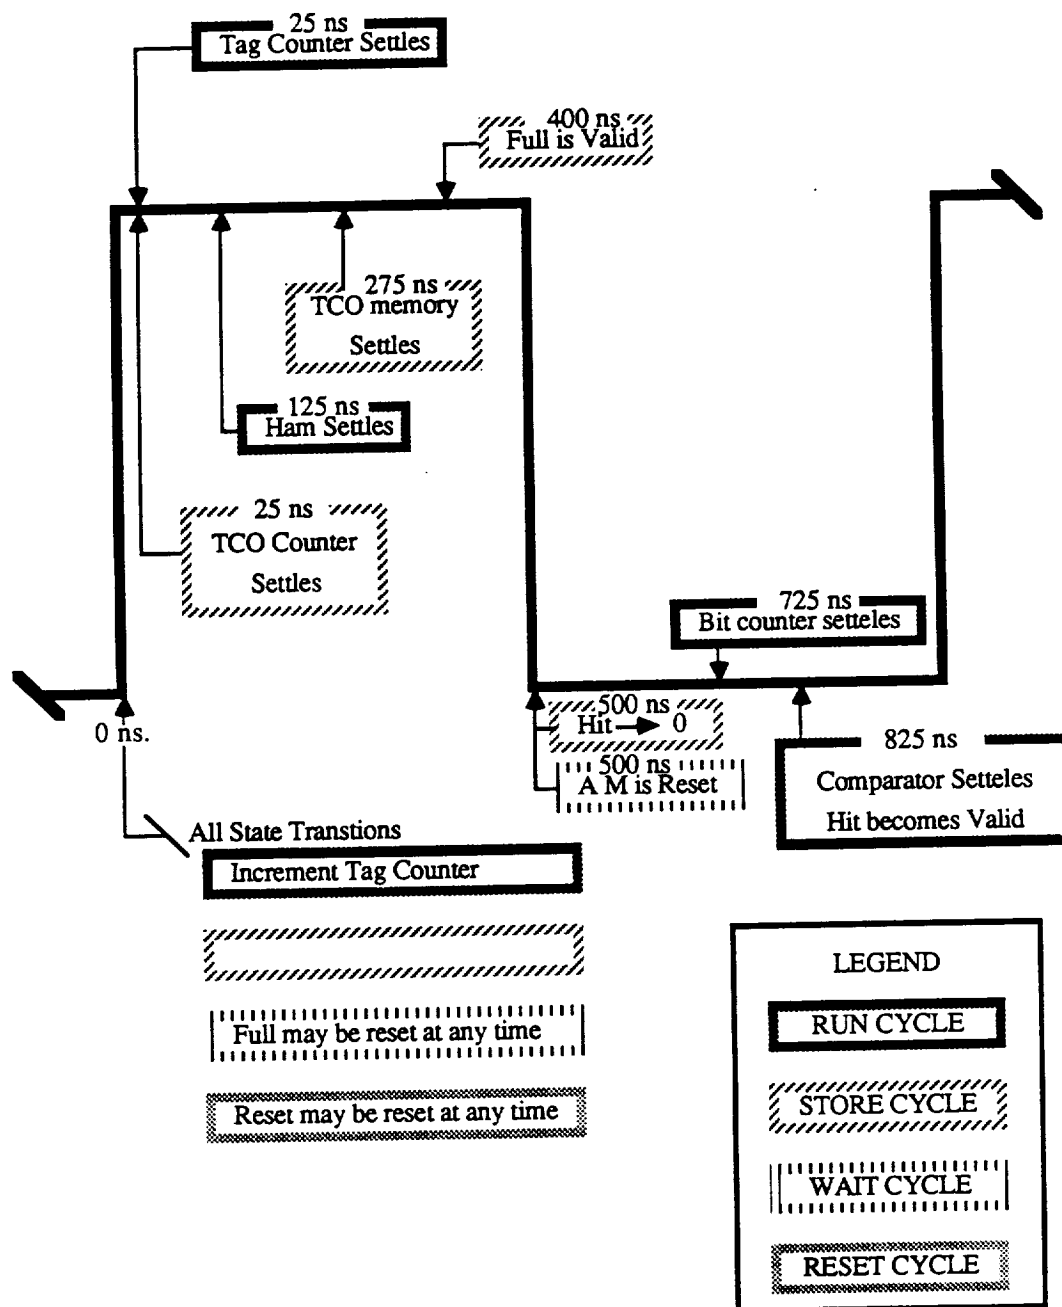 25 ns
Tag Counter Settles
400 ns
Full is Valid
275 ns
TCO memory
Settles
125 ns
Ham Settles
25 ns
TCO Counter
Settles
725 ns
Bit counter setteles
0 ns.
500 ns
Hit 0
500 ns
A M is Reset
825 ns
Comparator Setteles
Hit becomes Valid
All State Transtions
Increment Tag Counter
Full may be reset at any time
Reset may be reset at any time
LEGEND
RUN CYCLE
STORE CYCLE
WAIT CYCLE
RESET CYCLE